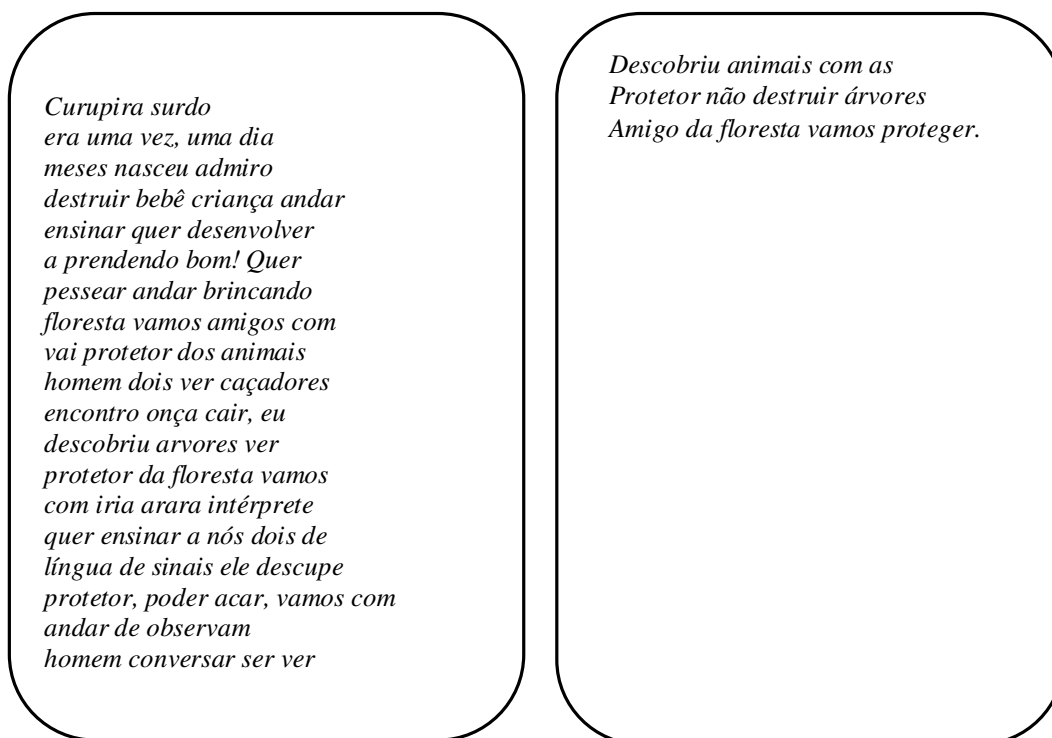 Curupira surdo
era uma vez, uma dia
meses nasceu admiro
destruir bebê criança andar
ensinar quer desenvolver
a prendendo bom! Quer
pessear andar brincando
floresta vamos amigos com
vai protetor dos animais
homem dois ver caçadores
encontro onça cair, eu
descobriu arvores ver
protetor da floresta vamos
com iria arara intérprete
quer ensinar a nós dois de
língua de sinais ele descupe
protetor, poder acar, vamos com
andar de observam
homem conversar ser ver
Descobriu animais com as
Protetor não destruir árvores
Amigo da floresta vamos proteger.